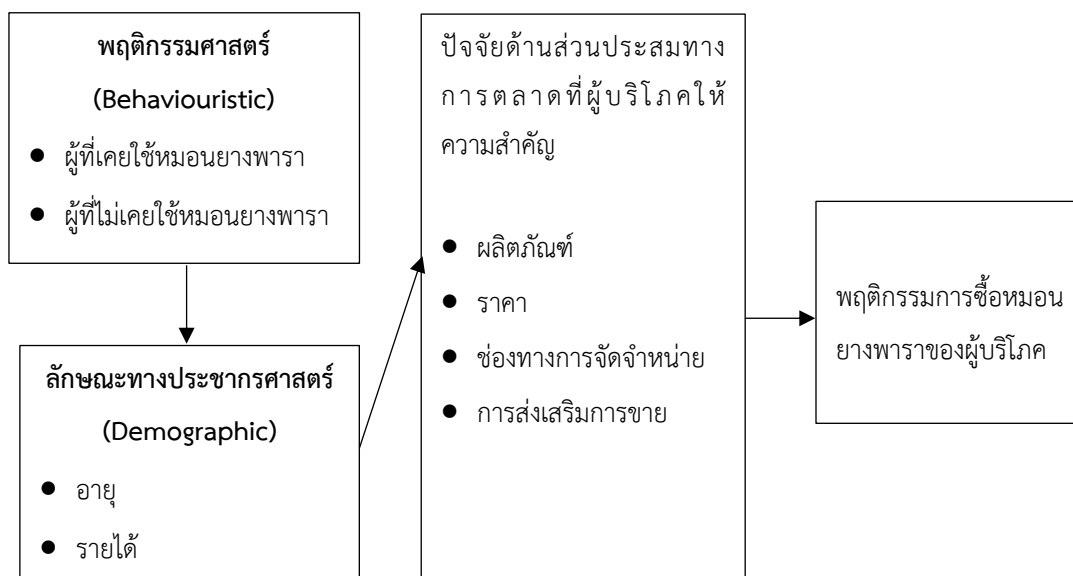 พฤติกรรมศาสตร์
(Behaviouristic)
● ผู้ที่เคยใช้หมอนยางพารา
● ผู้ที่ไม่เคยใช้หมอนยางพารา
ลักษณะทางประชากรศาสตร์
(Demographic)
● อายุ
● รายได้
ปัจจัยด้านส่วนประสมทาง
การตลาดที่ผู้บริโภคให้
ความสำคัญ
● ผลิตภัณฑ์
● ราคา
● ช่องทางการจัดจำหน่าย
● การส่งเสริมการขาย
พฤติกรรมการซื้อหมอน
ยางพาราของผู้บริโภค